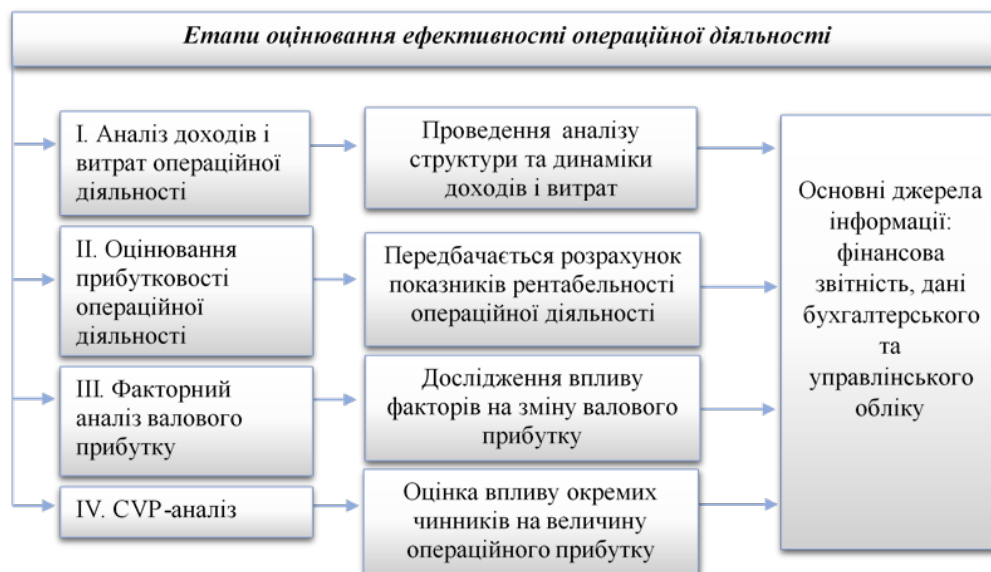 Етапи оцінювання ефективності операційної діяльності
І. Аналіз доходів і
витрат операційної
діяльності
Проведення аналізу
структури та динаміки
доходів і витрат
ІІ. Оцінювання
прибутковості
операційної
діяльності
Передбачається розрахунок
показників рентабельності
операційної діяльності
ІІІ. Факторний
аналіз валового
прибутку
Дослідження впливу
факторів на зміну валового
прибутку
IV. CVP-аналіз
Оцінка впливу окремих
чинників на величину
операційного прибутку
Основні джерела
інформації:
фінансова
звітність, дані
бухгалтерського
та
управлінського
обліку